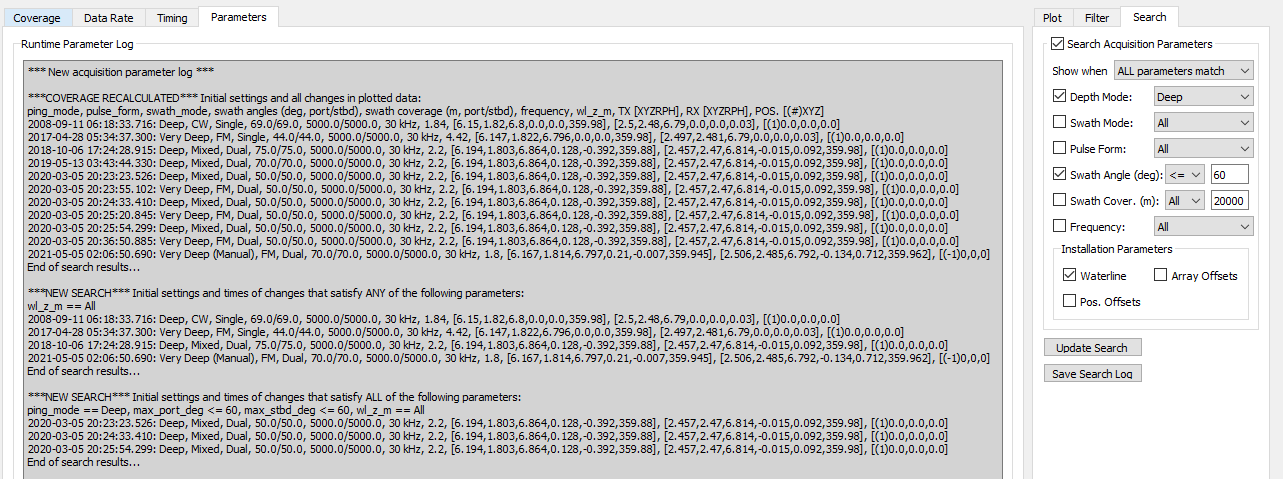 Coverage
Data Rate
Timing
Parameters
Runtime Parameter Log
*** New acquisition parameter log ***
***COVERAGE RECALCULATED*** Initial settings and all changes in plotted data:
ping_mode, pulse_form, swath_mode, swath angles (deg, port/stbd), swath coverage (m, port/stbd), frequency, wl_z_m, TX [XYZRPH], RX [XYZRPH], POS. [(#)XYZ]
2008-09-11 06:18:33.716: Deep, CW, Single, 69.0/69.0, 5000.0/5000.0, 30 kHz, 1.84, [6.15,1.82,6.8,0.0,0.0,359.98], [2.5,2.48,6.79,0.0,0.0,0.03], [(1)0.0,0.0,0.0]
2017-04-28 05:34:37.300: Very Deep, FM, Single, 44.0/44.0, 5000.0/5000.0, 30 kHz, 4.42, [6.147,1.822,6.796,0.0,0.0,359.98], [2.497,2.481,6.79,0.0,0.0,0.03], [(1)0.0,0.0,0.0]
2018-10-06 17:24:28.915: Deep, Mixed, Dual, 75.0/75.0, 5000.0/5000.0, 30 kHz, 2.2, [6.194,1.803,6.864,0.128,-0.392,359.88], [2.457,2.47,6.814,-0.015,0.092,359.98], [(1)0.0,0.0,0.0]
2019-05-13 03:43:44.330: Deep, Mixed, Dual, 70.0/70.0, 5000.0/5000.0, 30 kHz, 2.2, [6.194,1.803,6.864,0.128,-0.392,359.88], [2.457,2.47,6.814,-0.015,0.092,359.98], [(1)0.0,0.0,0.0]
2020-03-05 20:23:23.526: Deep, Mixed, Dual, 50.0/50.0, 5000.0/5000.0, 30 kHz, 2.2, [6.194,1.803,6.864,0.128,-0.392,359.88], [2.457,2.47,6.814,-0.015,0.092,359.98], [(1)0.0,0.0,0.0]
2020-03-05 20:23:55.102: Very Deep, FM, Dual, 50.0/50.0, 5000.0/5000.0, 30 kHz, 2.2, [6.194,1.803,6.864,0.128,-0.392,359.88], [2.457,2.47,6.814,-0.015,0.092,359.98], [(1)0.0,0.0,0.0]
2020-03-05 20:24:33.410: Deep, Mixed, Dual, 50.0/50.0, 5000.0/5000.0, 30 kHz, 2.2, [6.194,1.803,6.864,0.128,-0.392,359.88], [2.457,2.47,6.814,-0.015,0.092,359.98], [(1)0.0,0.0,0.0]
2020-03-05 20:25:20.845: Very Deep, FM, Dual, 50.0/50.0, 5000.0/5000.0, 30 kHz, 2.2, [6.194,1.803,6.864,0.128,-0.392,359.88], [2.457,2.47,6.814,-0.015,0.092,359.98], [(1)0.0,0.0,0.0]
2020-03-05 20:25:54.299: Deep, Mixed, Dual, 50.0/50.0, 5000.0/5000.0, 30 kHz, 2.2, [6.194,1.803,6.864,0.128,-0.392,359.88], [2.457,2.47,6.814,-0.015,0.092,359.98], [(1)0.0,0.0,0.0]
2020-03-05 20:36:50.885: Very Deep, FM, Dual, 50.0/50.0, 5000.0/5000.0, 30 kHz, 2.2, [6.194,1.803,6.864,0.128,-0.392,359.88], [2.457,2.47,6.814,-0.015,0.092,359.98], [(1)0.0,0.0,0.0]
2021-05-05 02:06:50.690: Very Deep (Manual), FM, Dual, 70.0/70.0, 5000.0/5000.0, 30 kHz, 1.8, [6.167,1.814,6.797,0.21,-0.007,359.945], [2.506,2.485,6.792,-0.134,0.712,359.962], [(-1)0,0,0]
End of search results...
***NEW SEARCH*** Initial settings and times of changes that satisfy ANY of the following parameters:
wl_z_m == All
2008-09-11 06:18:33.716: Deep, CW, Single, 69.0/69.0, 5000.0/5000.0, 30 kHz, 1.84, [6.15,1.82,6.8,0.0,0.0,359.98], [2.5,2.48,6.79,0.0,0.0,0.03], [(1)0.0,0.0,0.0]
2017-04-28 05:34:37.300: Very Deep, FM, Single, 44.0/44.0, 5000.0/5000.0, 30 kHz, 4.42, [6.147,1.822,6.796,0.0,0.0,359.98], [2.497,2.481,6.79,0.0,0.0,0.03], [(1)0.0,0.0,0.0]
2018-10-06 17:24:28.915: Deep, Mixed, Dual, 75.0/75.0, 5000.0/5000.0, 30 kHz, 2.2, [6.194,1.803,6.864,0.128,-0.392,359.88], [2.457,2.47,6.814,-0.015,0.092,359.98], [(1)0.0,0.0,0.0]
2021-05-05 02:06:50.690: Very Deep (Manual), FM, Dual, 70.0/70.0, 5000.0/5000.0, 30 kHz, 1.8, [6.167,1.814,6.797,0.21,-0.007,359.945], [2.506,2.485,6.792,-0.134,0.712,359.962], [(-1)0,0,0]
End of search results...
***NEW SEARCH*** Initial settings and times of changes that satisfy ALL of the following parameters:
ping_mode == Deep, max_port_deg <= 60, max_stbd_deg <= 60, wl_z_m == All
2020-03-05 20:23:23.526: Deep, Mixed, Dual, 50.0/50.0, 5000.0/5000.0, 30 kHz, 2.2, [6.194,1.803,6.864,0.128,-0.392,359.88], [2.457,2.47,6.814,-0.015,0.092,359.98], [(1)0.0,0.0,0.0]
2020-03-05 20:24:33.410: Deep, Mixed, Dual, 50.0/50.0, 5000.0/5000.0, 30 kHz, 2.2, [6.194,1.803,6.864,0.128,-0.392,359.88], [2.457,2.47,6.814,-0.015,0.092,359.98], [(1)0.0,0.0,0.0]
2020-03-05 20:25:54.299: Deep, Mixed, Dual, 50.0/50.0, 5000.0/5000.0, 30 kHz, 2.2, [6.194,1.803,6.864,0.128,-0.392,359.88], [2.457,2.47,6.814,-0.015,0.092,359.98], [(1)0.0,0.0,0.0]
End of search results...
Plot
Filter
Search
Search Acquisition Parameters
Show when ALL parameters match
Depth Mode: Deep
Swath Mode: All
Pulse Form: All
Swath Angle (deg): <= 60
Swath Cover. (m): All 20000
Frequency: All
Installation Parameters
Waterline
Array Offsets
Pos. Offsets
Update Search
Save Search Log